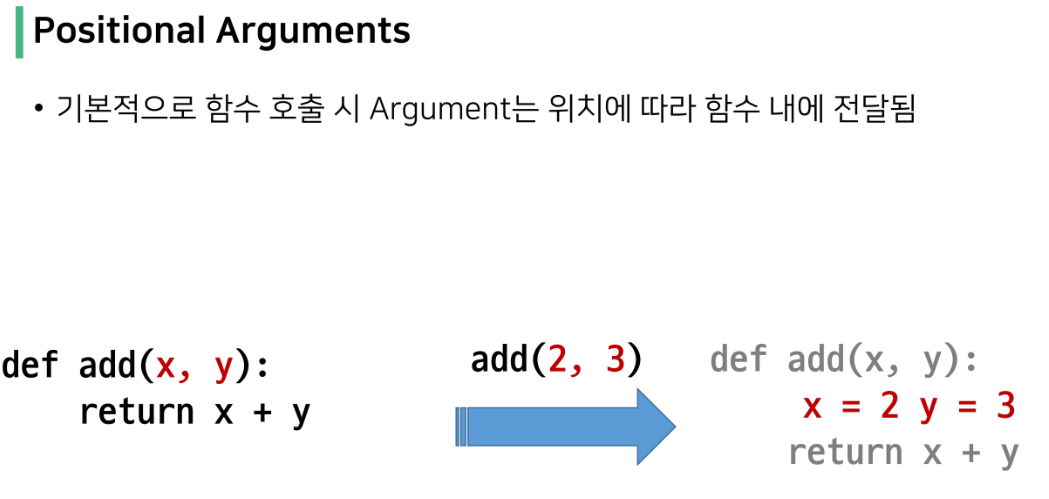 Positional Arguments
• 기본적으로 함수 호출 시 Argument는 위치에 따라 함수 내에 전달됨
def add(x, y):
    return x + y
add(2, 3)
def add(x, y):
    x = 2 y = 3
    return x + y